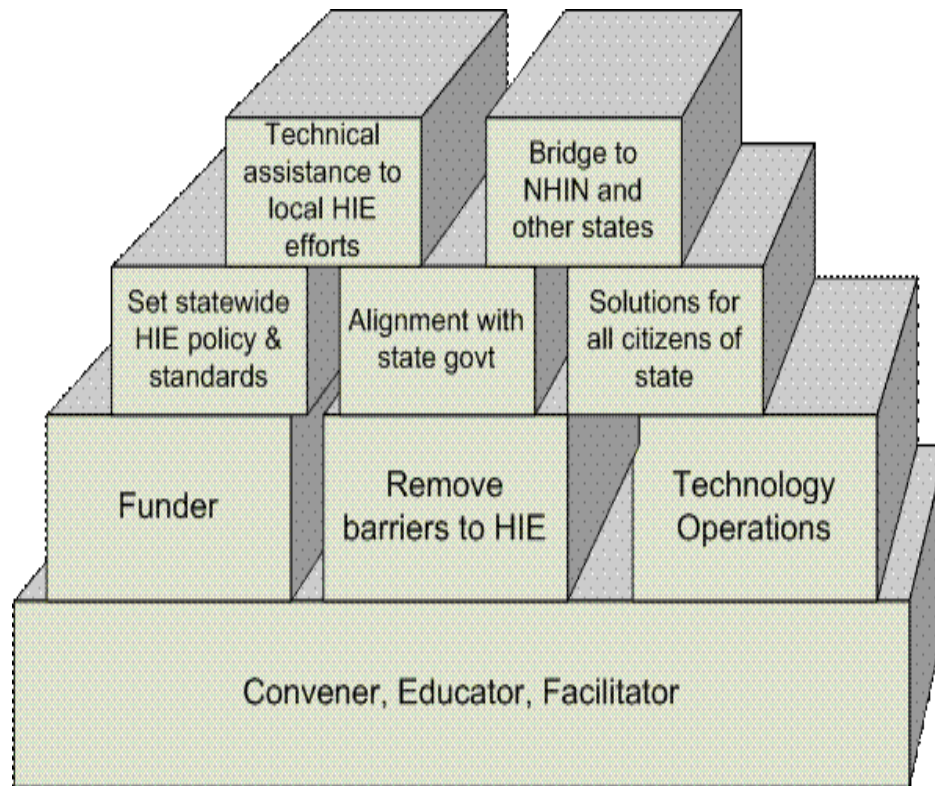 Technical
assistance to
local HIE
efforts
Bridge to
NHIN and
other states
Set statewide
HIE policy &
standards
Alignment with
state govt
Solutions for
all citizens of
state
Funder
Remove
barriers to HIE
Technology
Operations
Convener, Educator, Facilitator